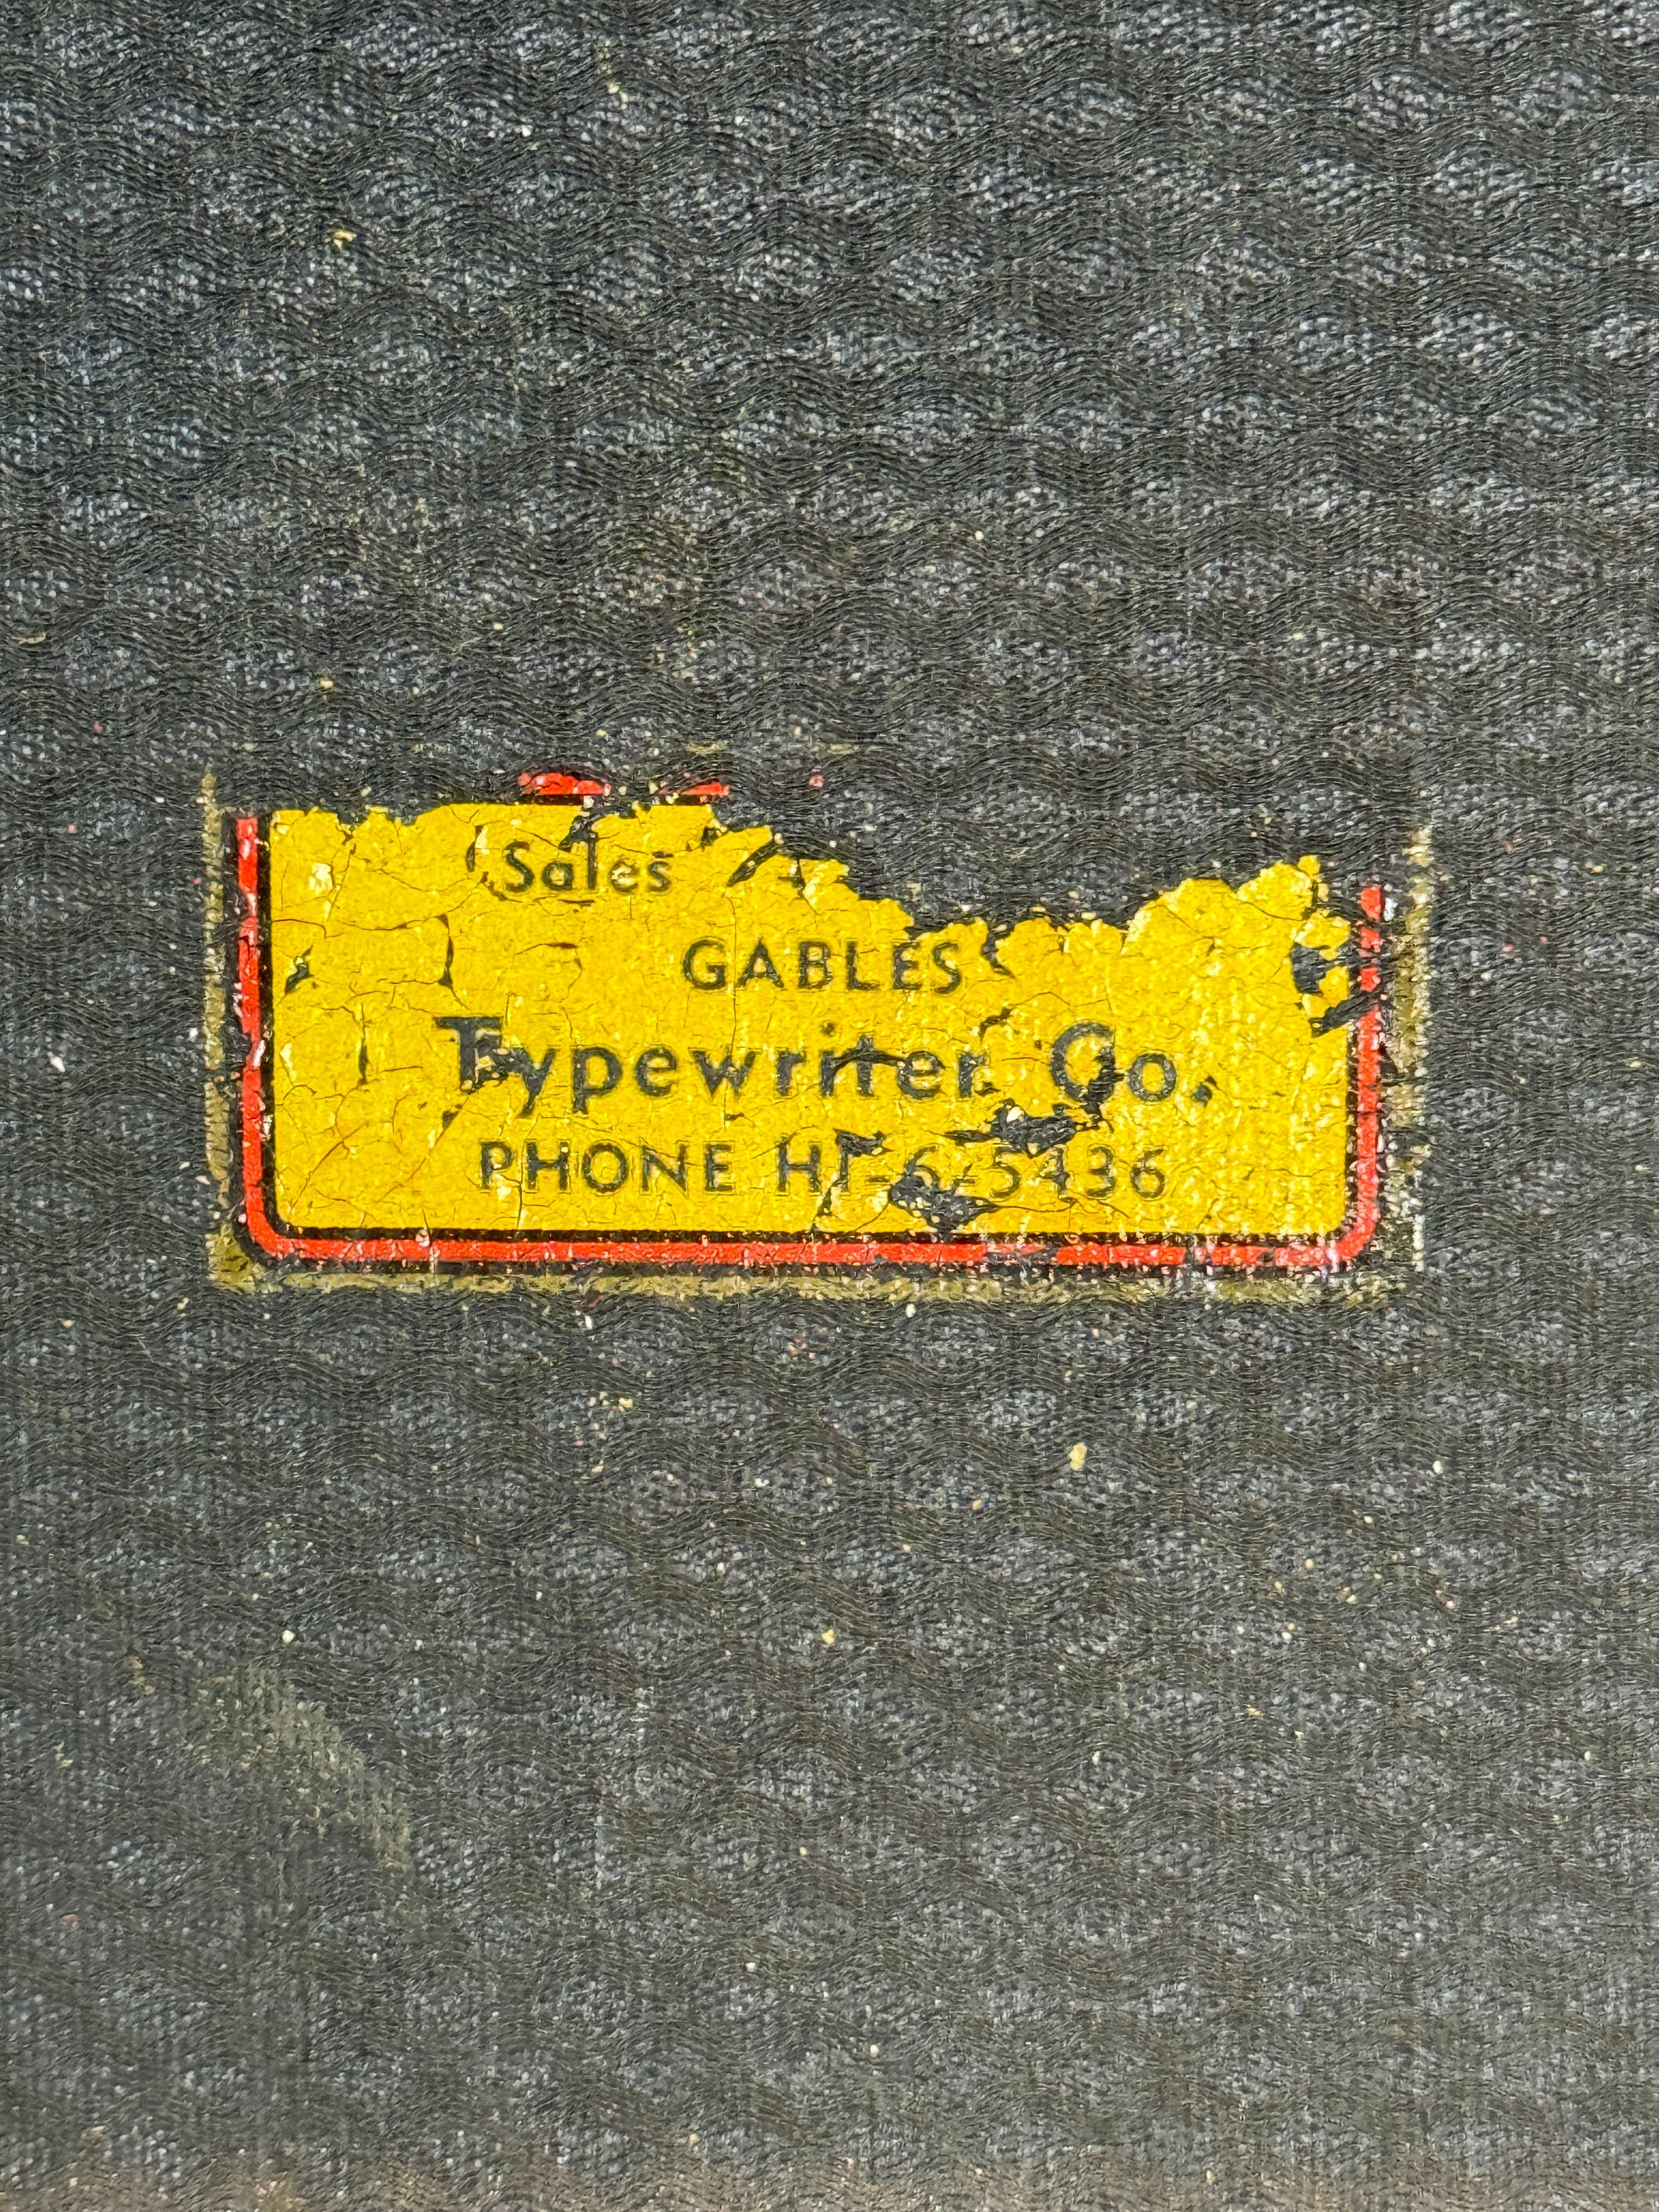 Sales
GABLES
Typewriter Co.
PHONE HI-6-5436